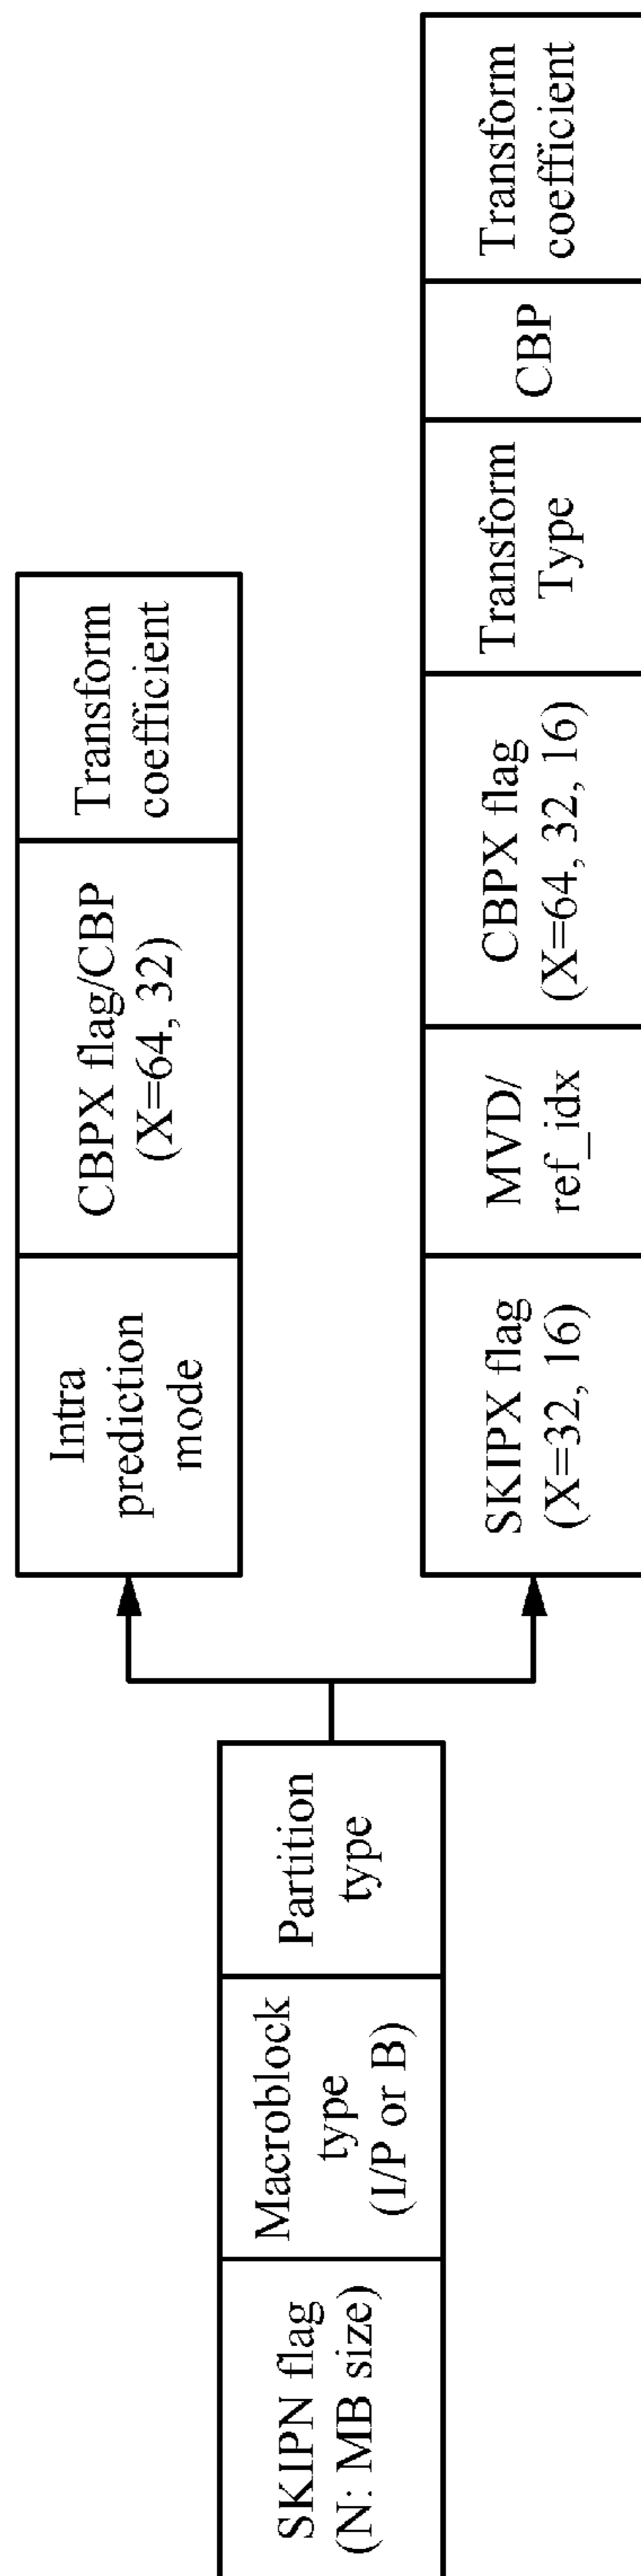 SKIPN flag
(N: MB size)
Macroblock
type
(I/P or B)
Partition
type
Intra
prediction
mode
CBPX flag/CBP
(X=64, 32)
Transform
coefficient
SKIPX flag
(X=32, 16)
MVD/
ref_idx
CBPX flag
(X=64, 32, 16)
Transform
Type
CBP
Transform
coefficient